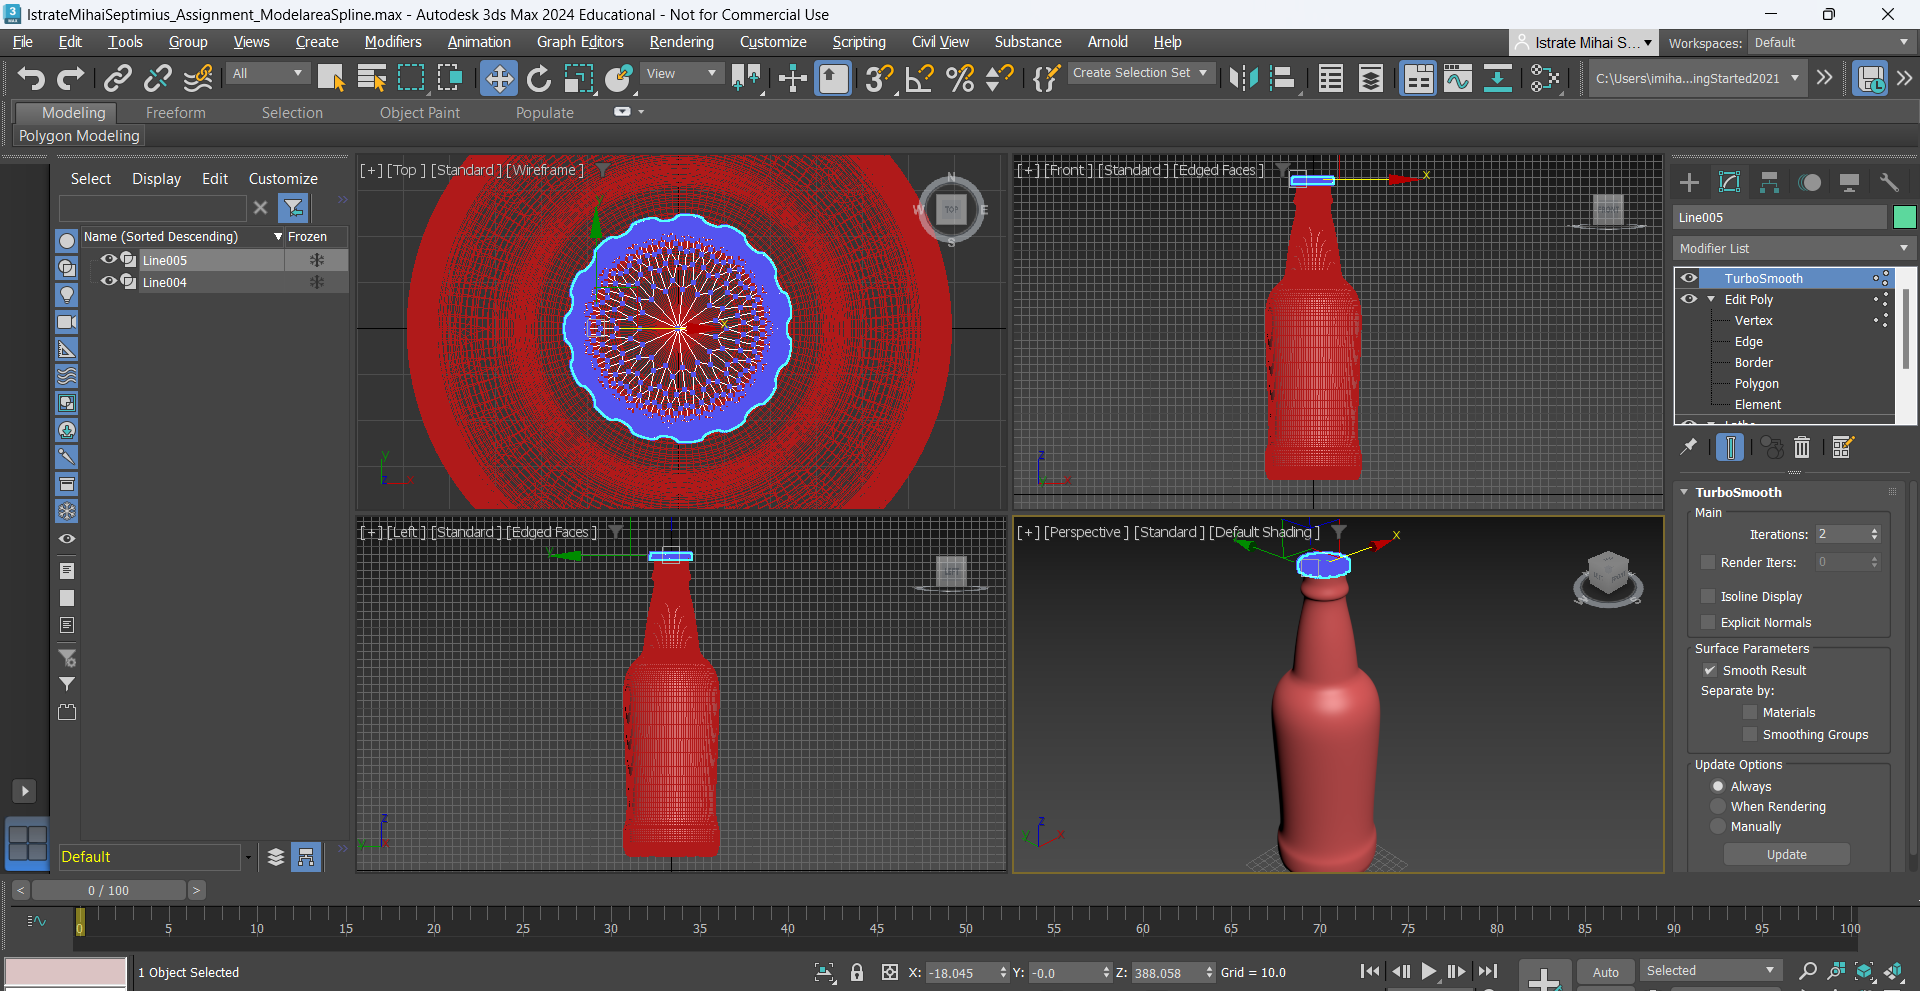 IstrateMihaiSeptimius_Assignment_ModelareaSpline.max - Autodesk 3ds Max 2024 Educational - Not for Commercial Use
File Edit Tools Group Views Create Modifiers Animation Graph Editors Rendering Customize Scripting Civil View Substance Arnold Help
Istrate Mihai S... Workspaces: Default
All View Create Selection Set C:\Users\imiha...ingStarted2021
Modeling Freeform Selection Object Paint Populate
Polygon Modeling
Select Display Edit Customize
Name (Sorted Descending) Frozen
Line005
Line004
Default
[+] [Top ] [Standard ] [Wireframe ]
N
W TOP E
S
y
z x
[+] [Front ] [Standard ] [Edged Faces ]
x
FRONT
z
y x
[+] [Left ] [Standard ] [Edged Faces ]
y
LEFT
z
y x
[+] [Perspective ] [Standard ] [Default Shading ]
x
z
y x
Line005
Modifier List
TurboSmooth
Edit Poly
Vertex
Edge
Border
Polygon
Element
Lathe
TurboSmooth
Main
Iterations: 2
Render Iters: 0
Isoline Display
Explicit Normals
Surface Parameters
Smooth Result
Separate by:
Materials
Smoothing Groups
Update Options
Always
When Rendering
Manually
Update
< 0 / 100 >
0 5 10 15 20 25 30 35 40 45 50 55 60 65 70 75 80 85 90 95 100
1 Object Selected X: -18.045 Y: -0.0 Z: 388.058 Grid = 10.0 Auto Selected